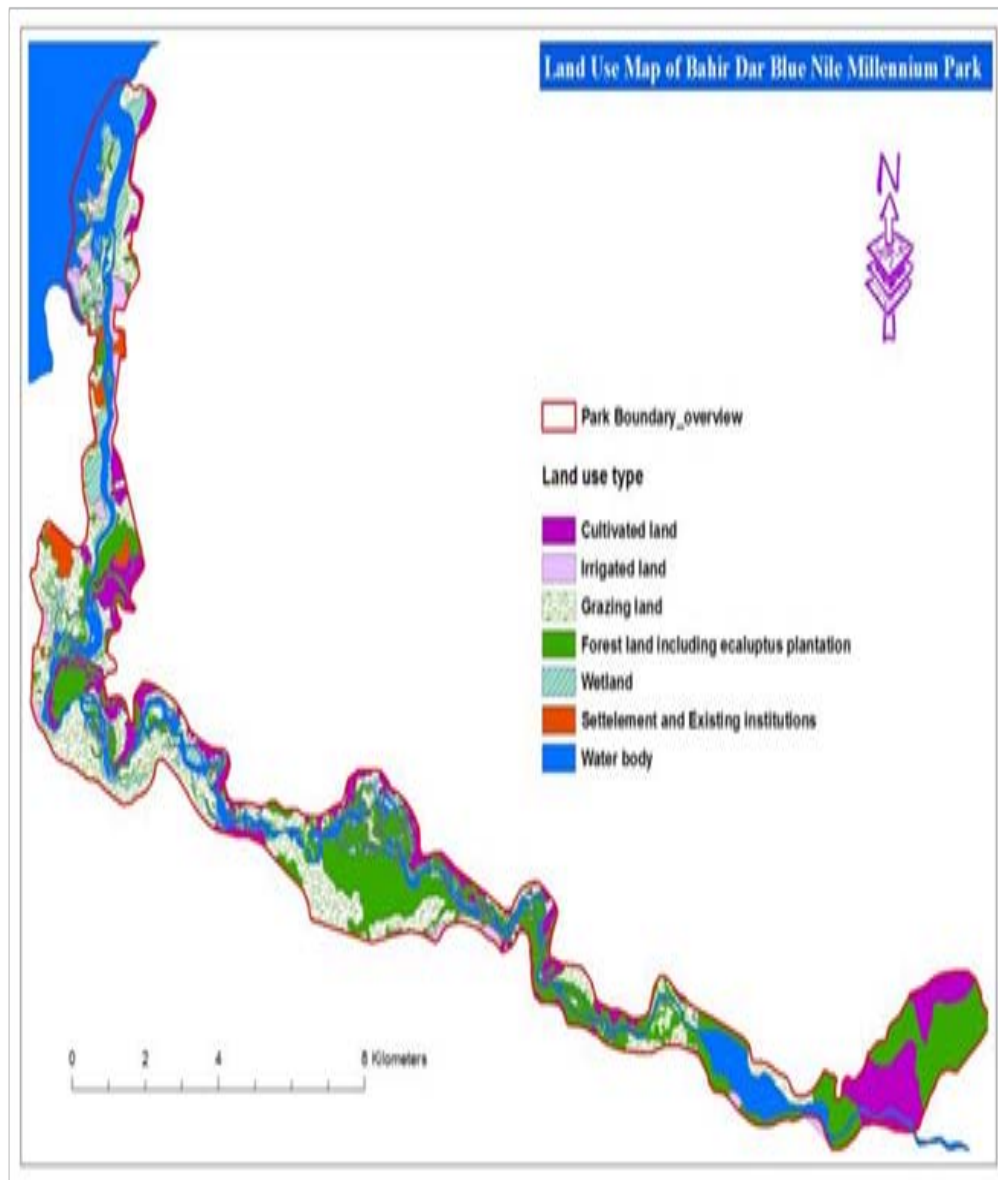 Land Use Map of Bahir Dar Blue Nile Millennium Park
N
Park Boundary_overview
Land use type
Cultivated land
Irrigated land
Grazing land
Forest land including ecaluptus plantation
Wetland
Settelement and Existing institutions
Water body
0 2 4 8 Kilometers